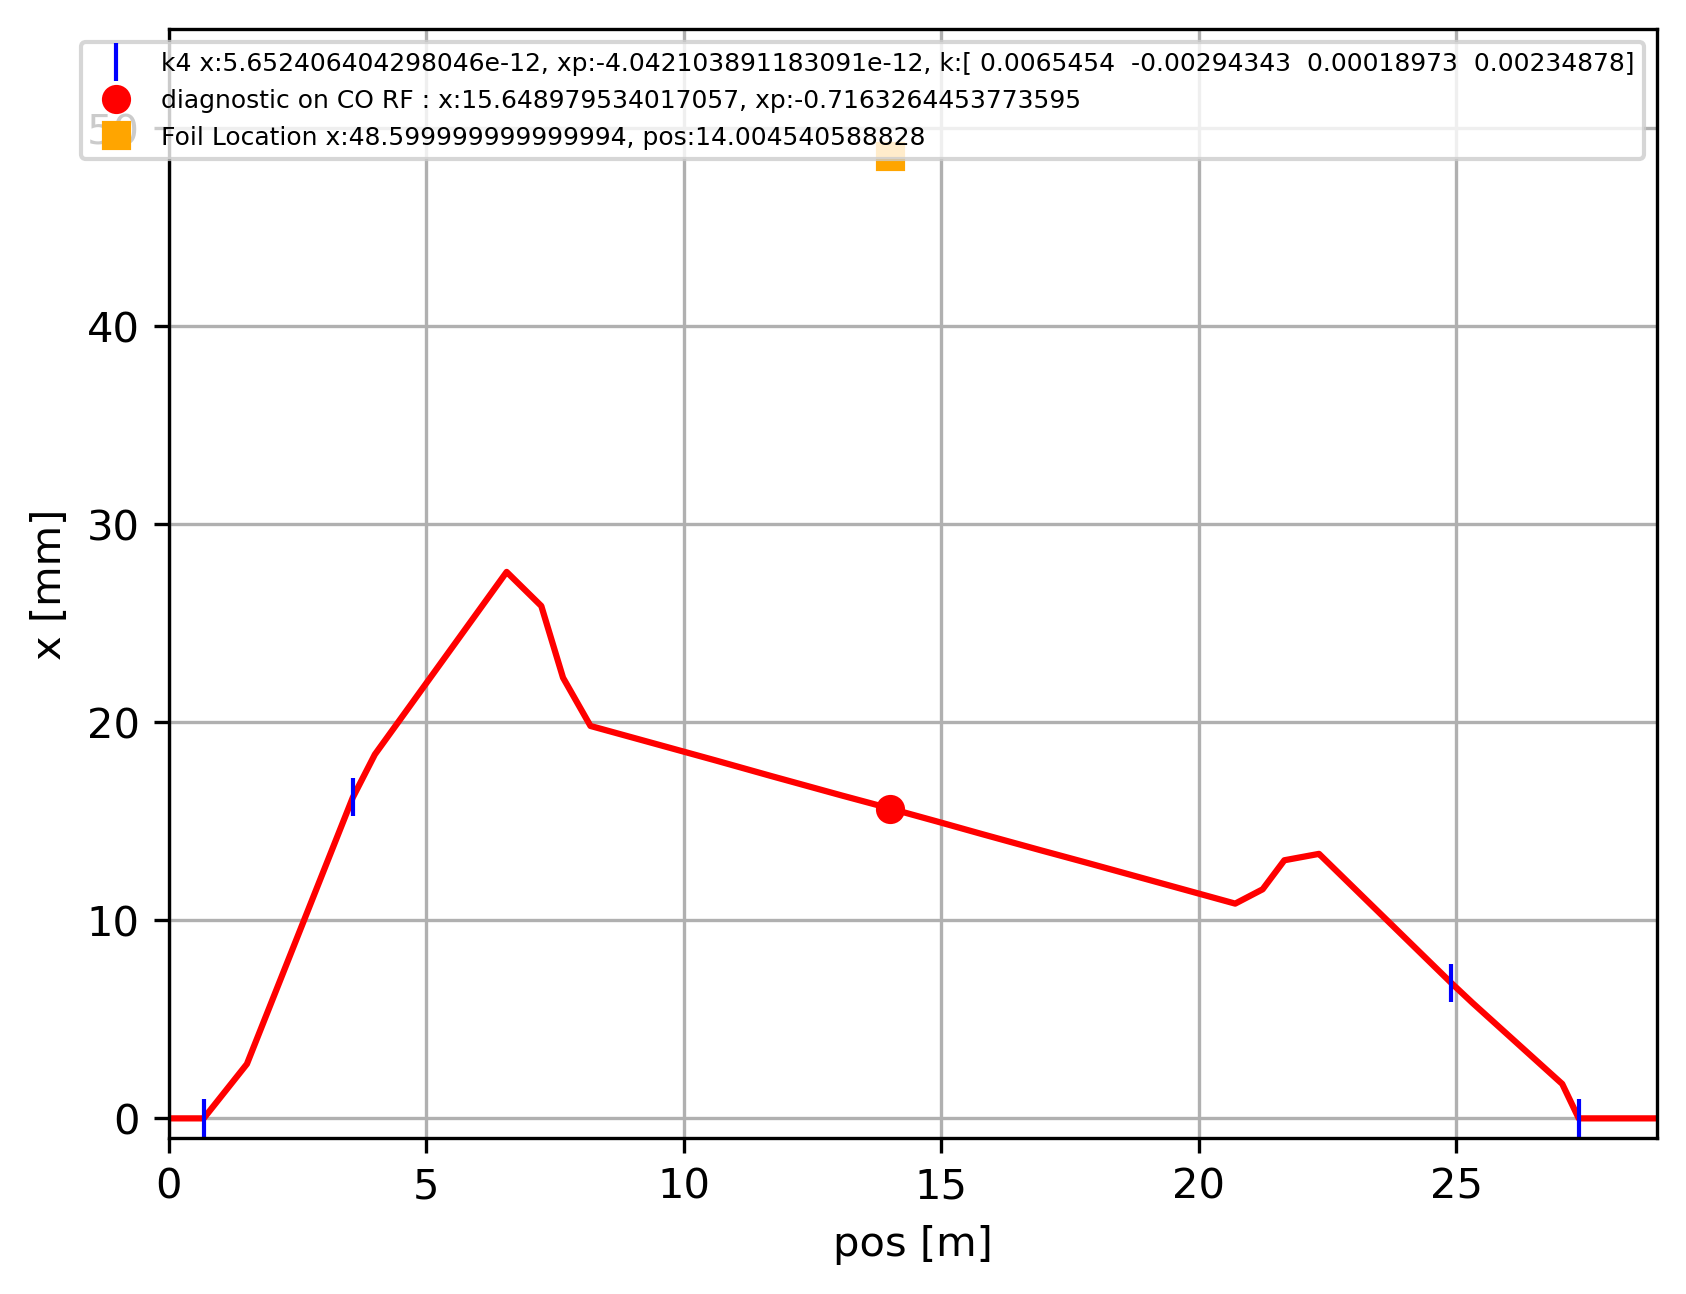 k4 x:5.652406404298046e-12, xp:-4.042103891183091e-12, k:[ 0.0065454 -0.00294343 0.00018973 0.00234878]
diagnostic on CO RF : x:15.648979534017057, xp:-0.7163264453773595
Foil Location x:48.599999999999994, pos:14.004540588828
50
40
30
20
10
0
x [mm]
0 5 10 15 20 25
pos [m]